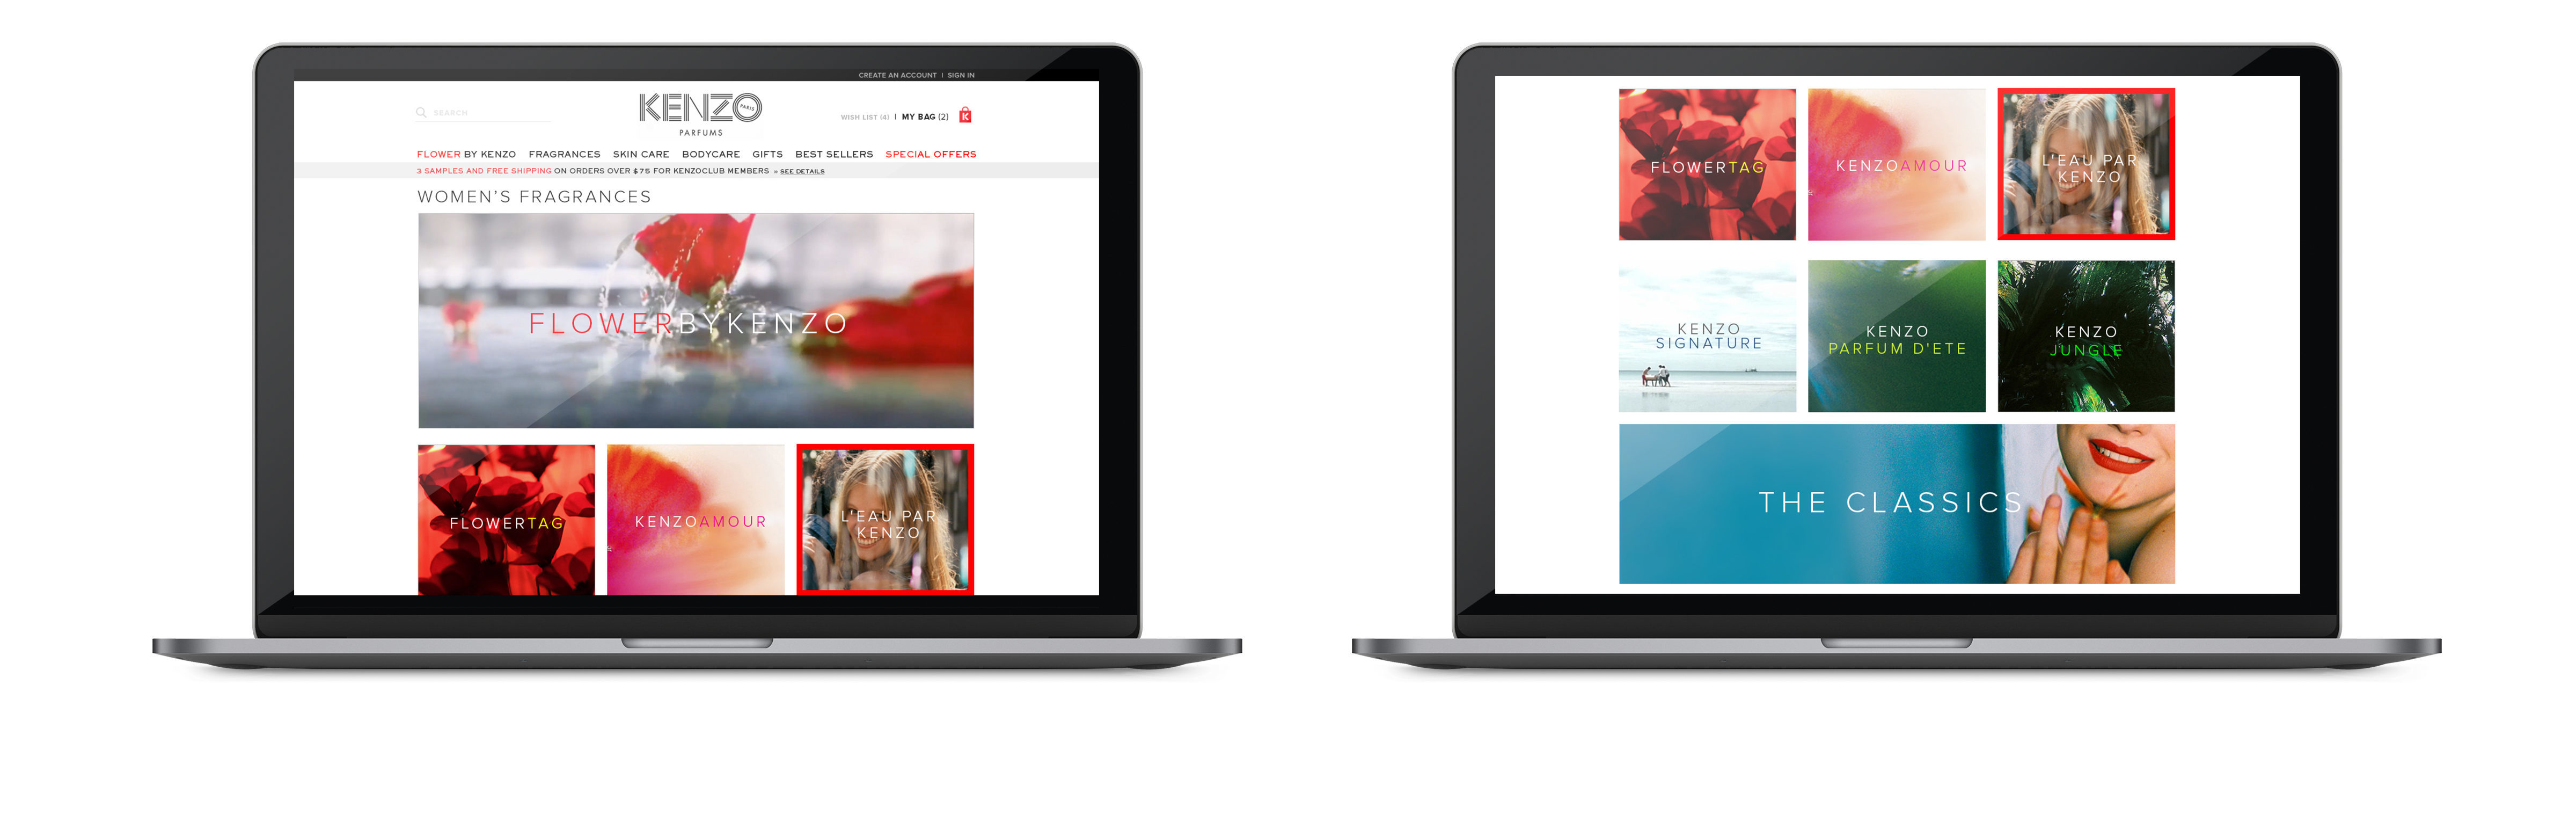 CREATE AN ACCOUNT | SIGN IN
SEARCH
KENZO
PARIS
PARFUMS
WISH LIST (4) | MY BAG (2)
K
FLOWER BY KENZO FRAGRANCES SKIN CARE BODYCARE GIFTS BEST SELLERS SPECIAL OFFERS
3 SAMPLES AND FREE SHIPPING ON ORDERS OVER $75 FOR KENZOCLUB MEMBERS » SEE DETAILS
WOMEN'S FRAGRANCES
FLOWERBYKENZO
FLOWERTAG
KENZOAMOUR
L'EAU PAR
KENZO
FLOWERTAG
KENZOAMOUR
L'EAU PAR
KENZO
KENZO
SIGNATURE
KENZO
PARFUM D'ETE
KENZO
JUNGLE
THE CLASSICS